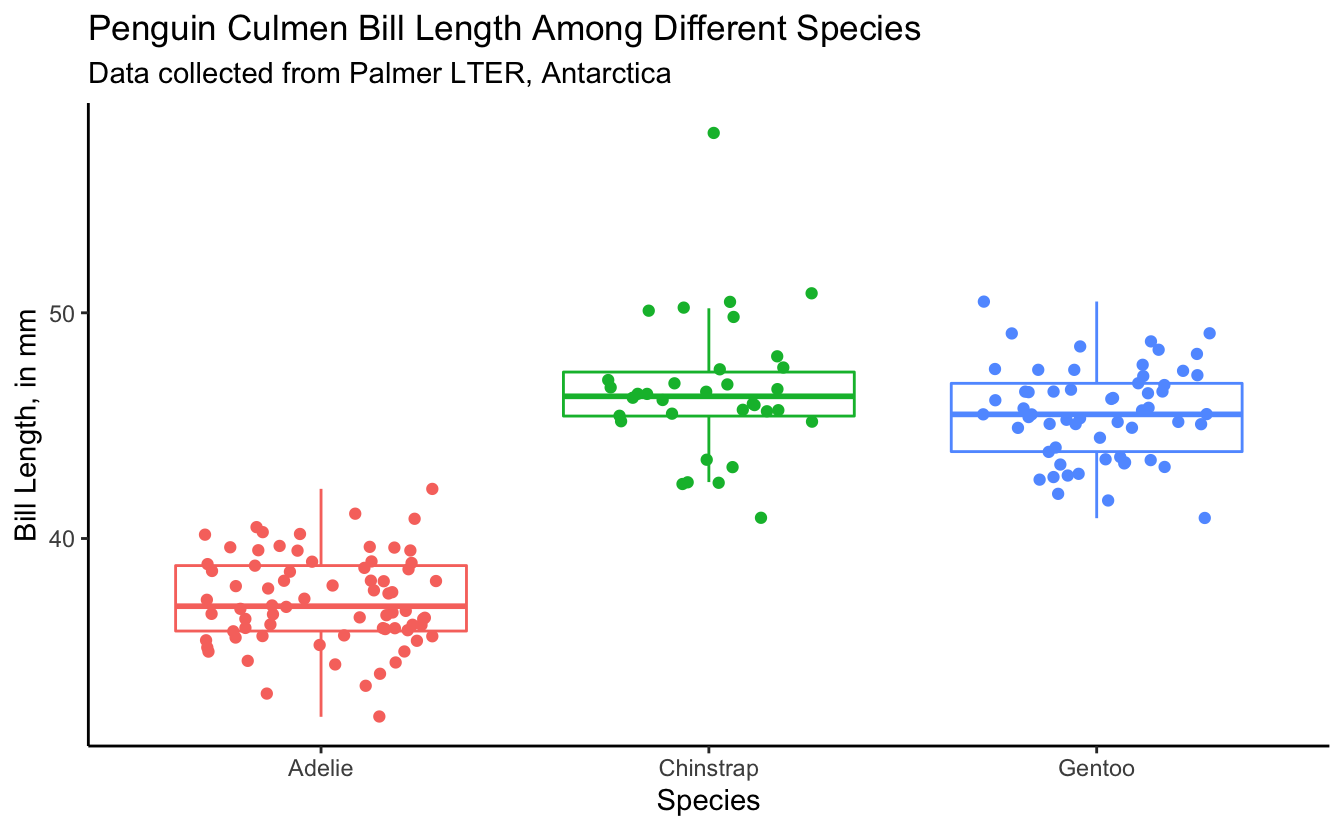 Penguin Culmen Bill Length Among Different Species
Data collected from Palmer LTER, Antarctica
Bill Length, in mm
50
40
Adelie Chinstrap Gentoo
Species